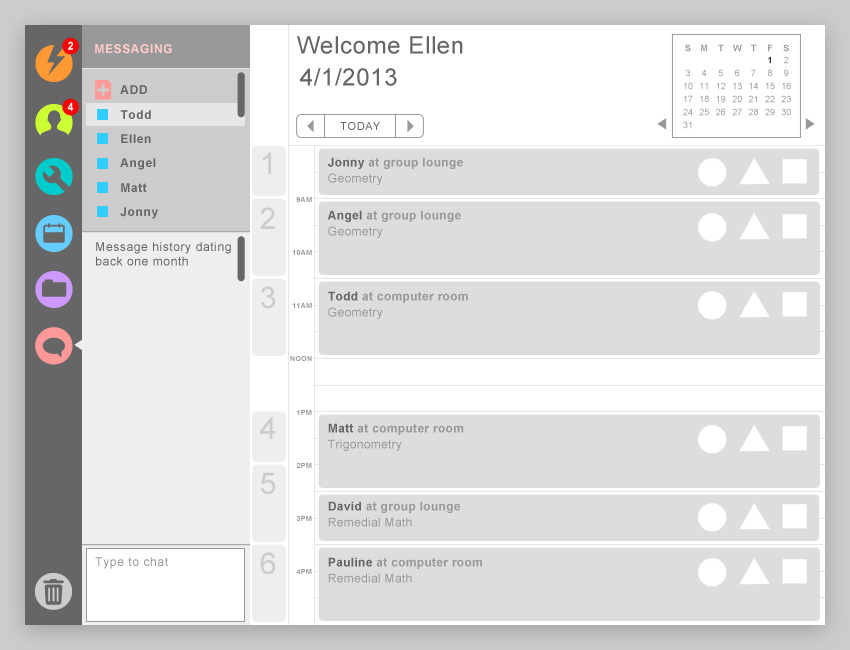 2
4
MESSAGING
ADD
Todd
Ellen
Angel
Matt
Jonny
Message history dating
back one month
Type to chat
Welcome Ellen
4/1/2013
TODAY
S M T W T F S
1 2
3 4 5 6 7 8 9
10 11 12 13 14 15 16
17 18 19 20 21 22 23
24 25 26 27 28 29 30
31
1
Jonny at group lounge
Geometry
9AM
2
Angel at group lounge
Geometry
10AM
3
Todd at computer room
Geometry
11AM
NOON
1PM
4
Matt at computer room
Trigonometry
2PM
5
David at group lounge
Remedial Math
3PM
6
Pauline at computer room
Remedial Math
4PM